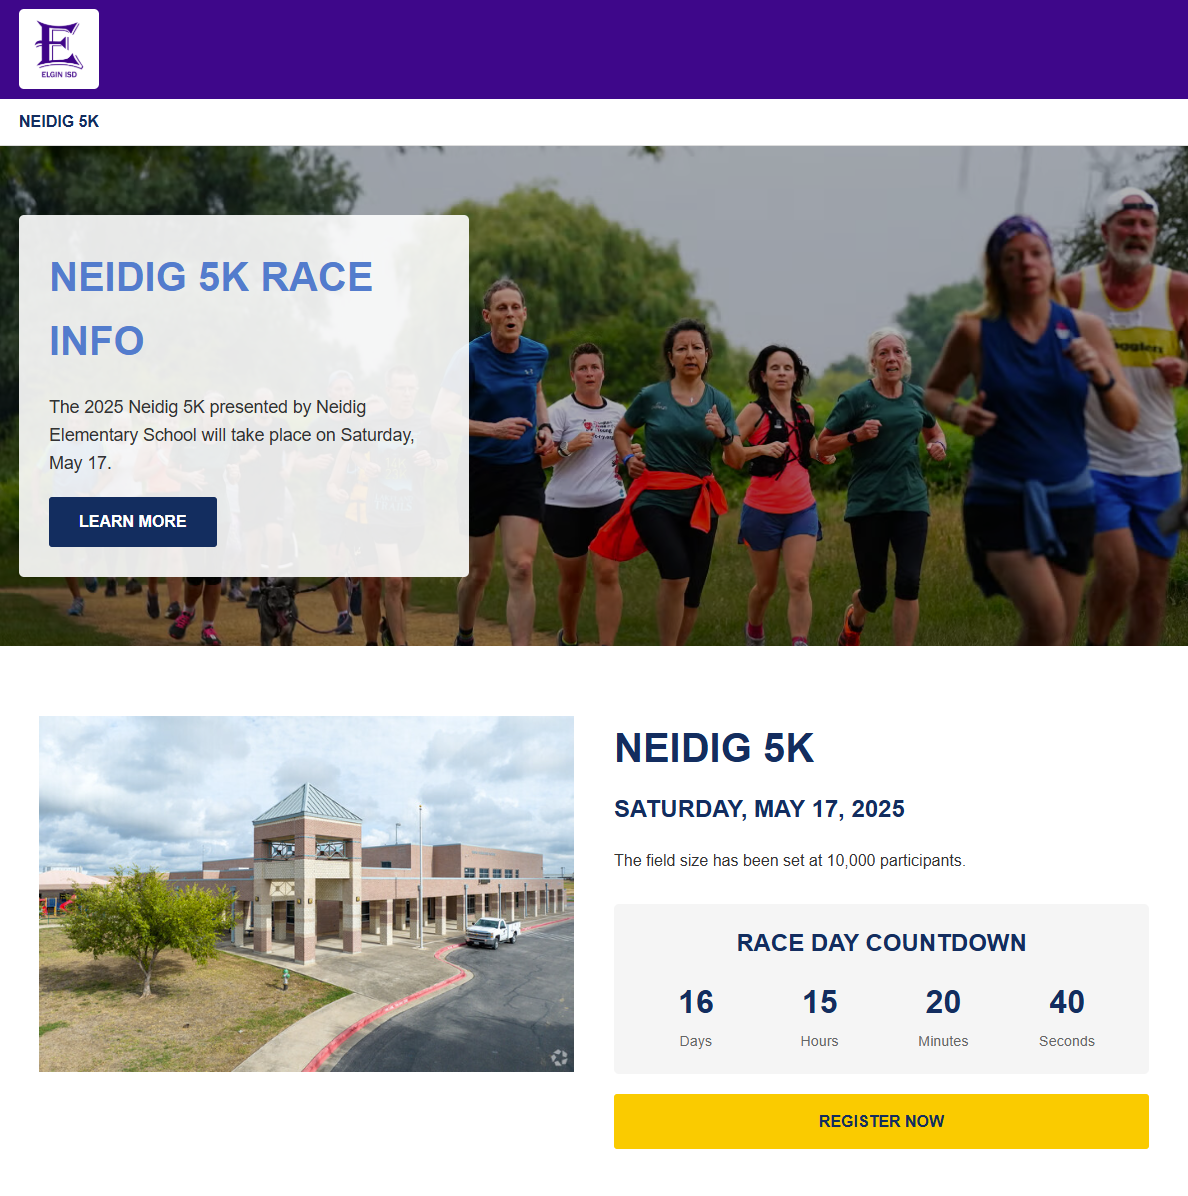 E
ELGIN ISD
NEIDIG 5K
NEIDIG 5K RACE
INFO
The 2025 Neidig 5K presented by Neidig
Elementary School will take place on Saturday,
May 17.
LEARN MORE
NEIDIG 5K
SATURDAY, MAY 17, 2025
The field size has been set at 10,000 participants.
RACE DAY COUNTDOWN
16 15 20 40
Days Hours Minutes Seconds
REGISTER NOW